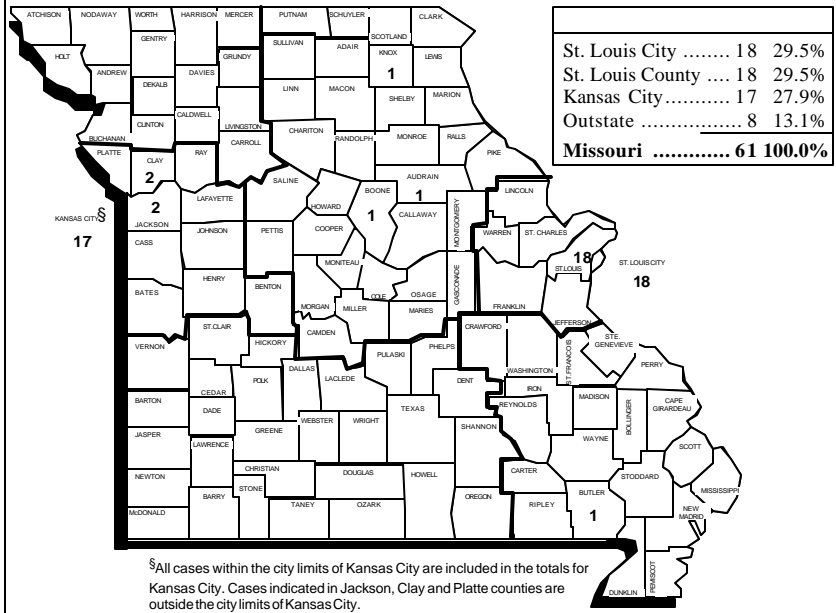 ATCHISON NODAWAY WORTH HARRISON MERCER PUTNAM SCHUYLER CLARK
SCOTLAND
GENTRY
SULLIVAN ADAIR KNOX LEWIS
1
HOLT
GRUNDY
ANDREW DAVIES
DEKALB LINN MACON SHELBY MARION
CALDWELL
CLINTON LIVINGSTON CHARITON RANDOLPH MONROE RALLS
BUCHANAN CARROLL
PLATTE CLAY RAY PIKE
2
SALINE AUDRAIN
1
LAFAYETTE HOWARD BOONE LINCOLN
2 1
KANSAS CITY§ JACKSON COOPER CALLAWAY MONTGOMERY WARREN ST. CHARLES
17
CASS JOHNSON PETTIS MONITEAU 18 ST. LOUIS CITY
ST.LOUIS 18
HENRY BENTON COLE OSAGE GASCONADE
BATES MORGAN MILLER MARIES FRANKLIN JEFFERSON
ST.CLAIR CAMDEN CRAWFORD STE.
GENEVIEVE
VERNON HICKORY PULASKI PHELPS ST. FRANCOIS
DALLAS WASHINGTON PERRY
CEDAR POLK LACLEDE DENT IRON
BARTON REYNOLDS MADISON CAPE
GIRARDEAU
DADE TEXAS BOLLINGER
JASPER GREENE WEBSTER WRIGHT SHANNON WAYNE SCOTT
LAWRENCE
NEWTON CHRISTIAN DOUGLAS HOWELL CARTER STODDARD MISSISSIPPI
BARRY STONE OREGON RIPLEY BUTLER
1
McDONALD TANEY OZARK NEW
MADRID
DUNKLIN PEMISCOT
St. Louis City ........ 18 29.5%
St. Louis County .... 18 29.5%
Kansas City........... 17 27.9%
Outstate ................ 8 13.1%
Missouri ............. 61 100.0%
§All cases within the city limits of Kansas City are included in the totals for
Kansas City. Cases indicated in Jackson, Clay and Platte counties are
outside the city limits of Kansas City.